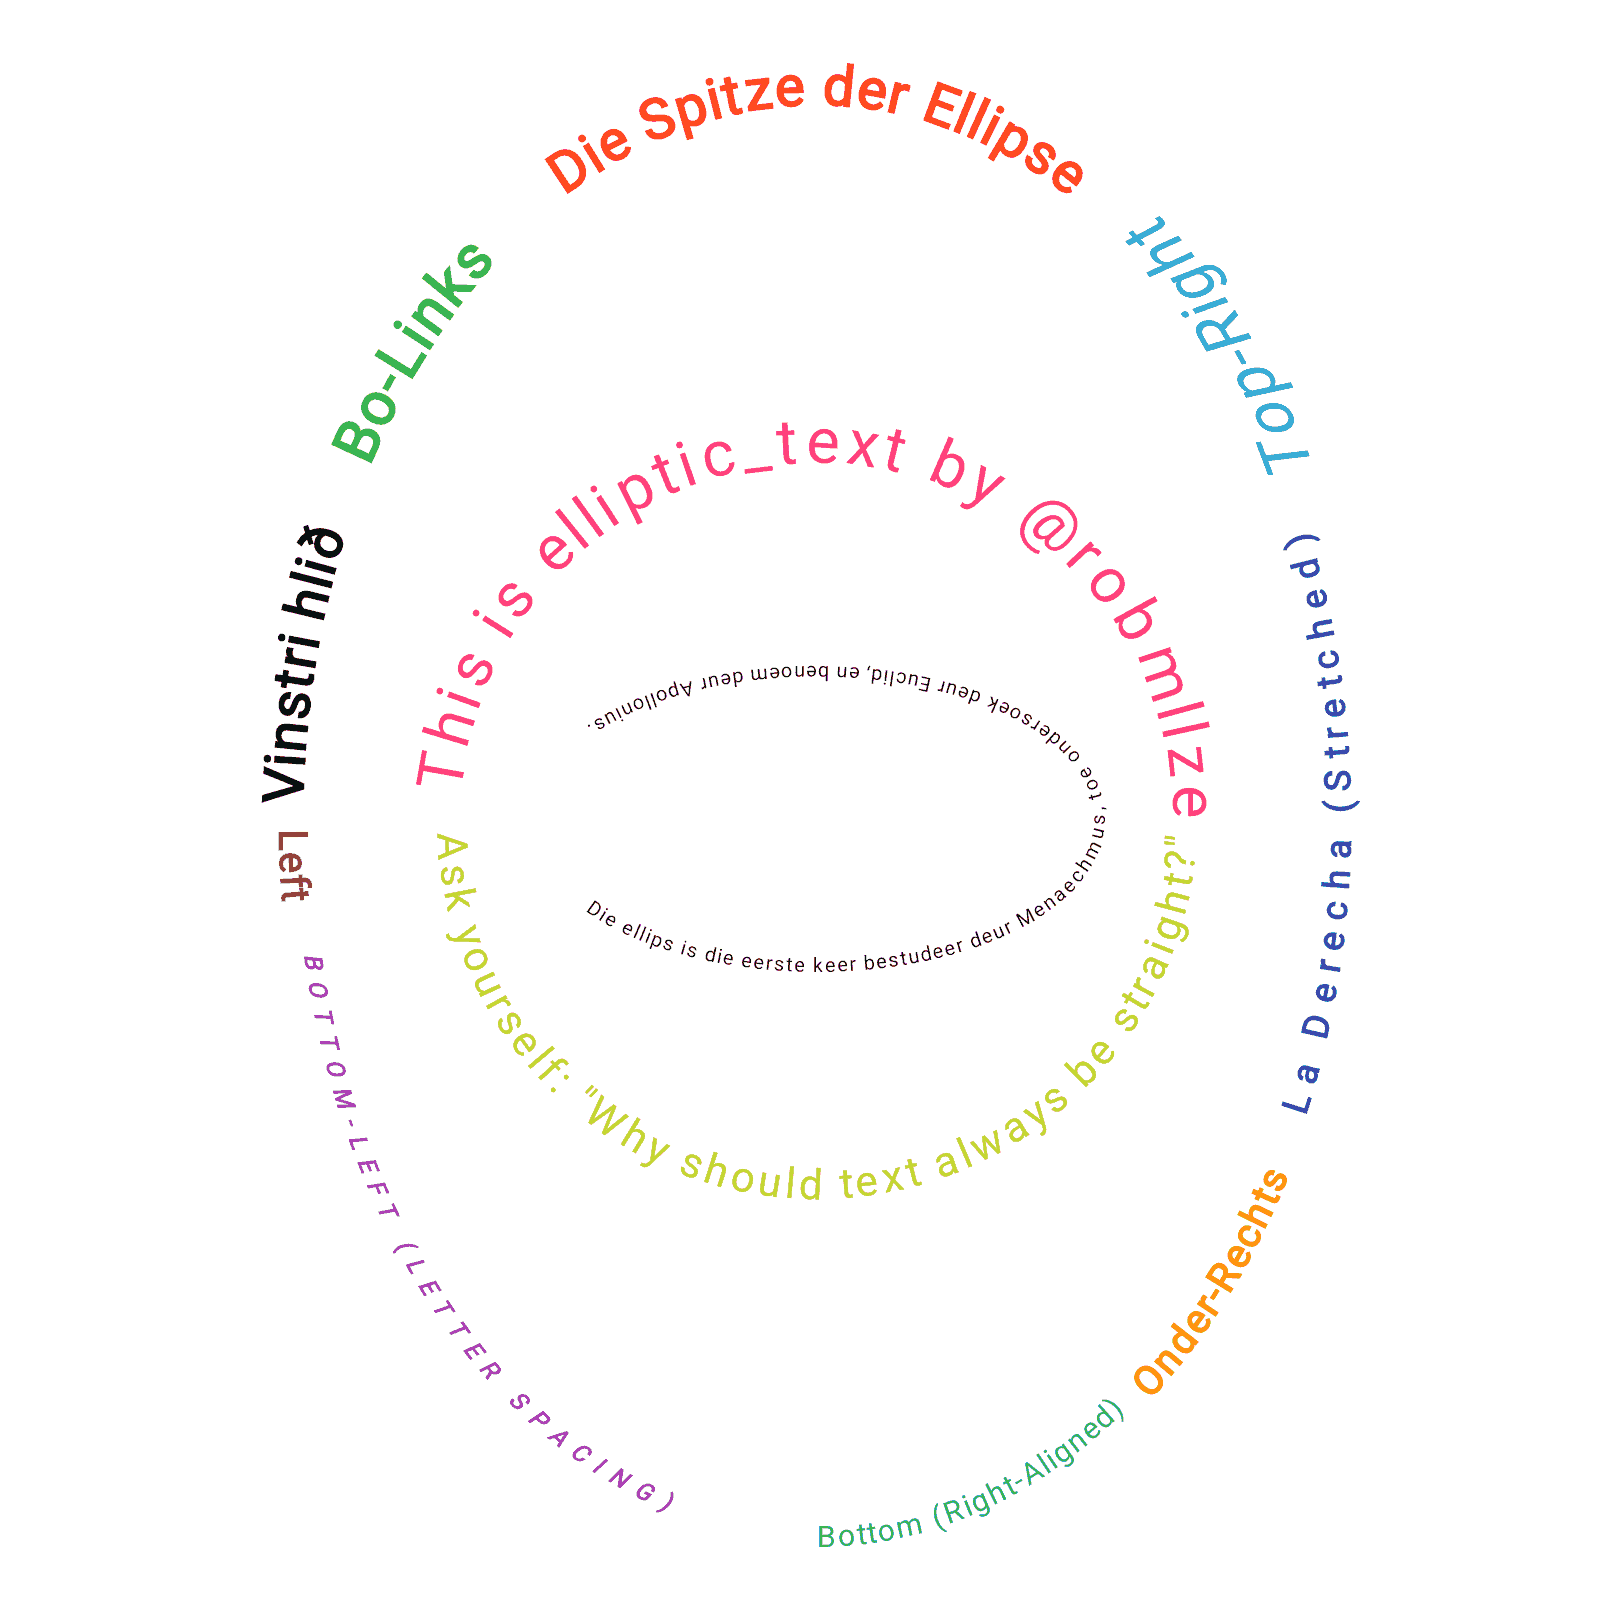 Die Spitze der Ellipse
Bo-Links
Top-Right
This is elliptic_text by @robmllze
Vinstri hlið
La Derecha (Stretched)
Die ellips is die eerste keer bestudeer deur Menaechmus, toe ondersoek deur Euclid, en benoem deur Apollonius.
Left
Ask yourself: "Why should text always be straight?"
BOTTOM-LEFT (LETTER SPACING)
Onder-Rechts
Bottom (Right-Aligned)